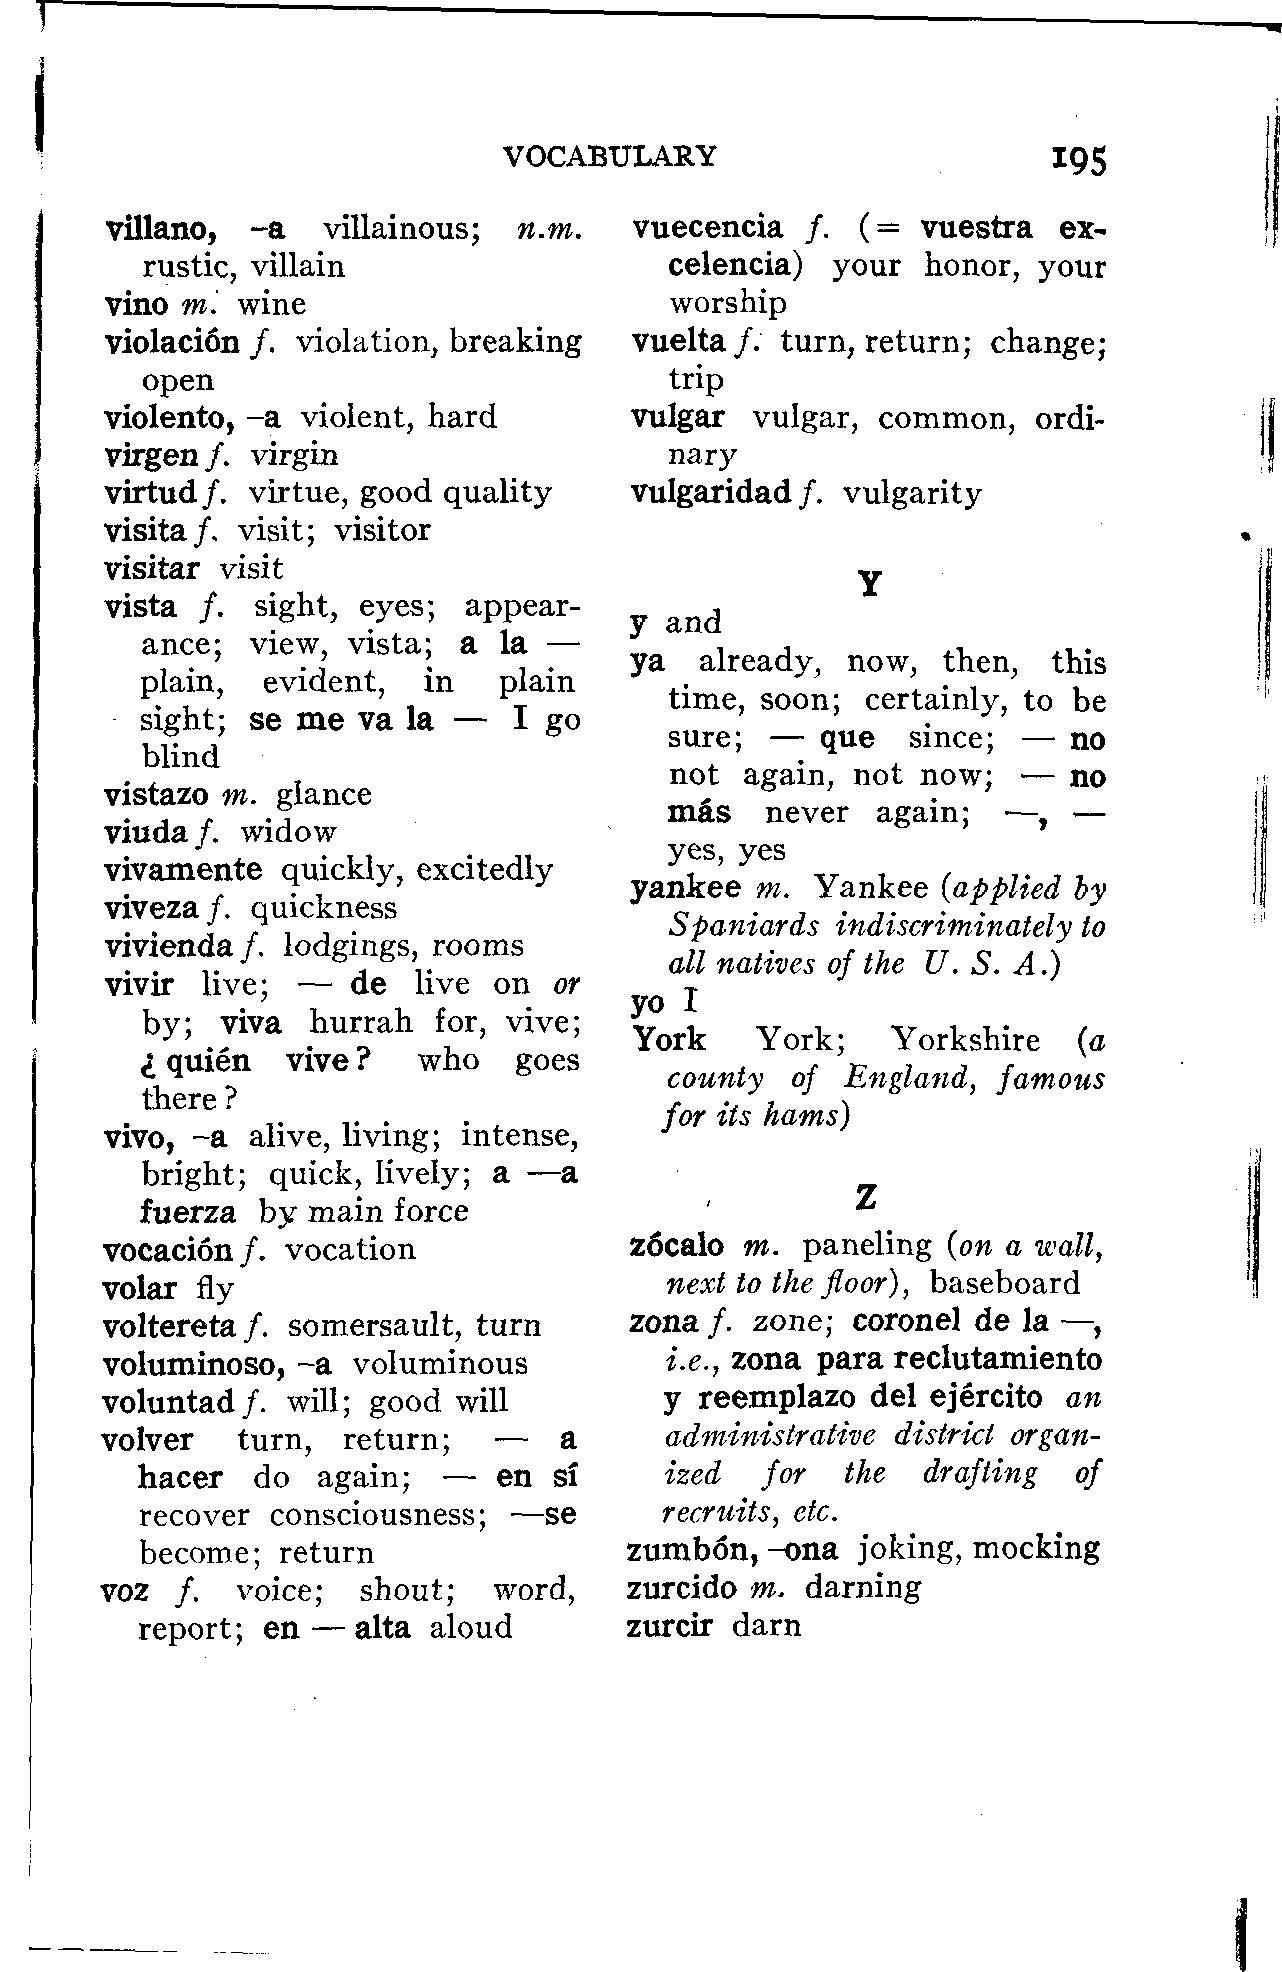 VOCABULARY 195
villano, –a villainous; n.m.
rustic, villain
vino m. wine
violación f. violation, breaking
open
violento, –a violent, hard
virgen f. virgin
virtud f. virtue, good quality
visita f. visit; visitor
visitar visit
vista f. sight, eyes; appear-
ance; view, vista; a la —
plain, evident, in plain
sight; se me va la — I go
blind
vistazo m. glance
viuda f. widow
vivamente quickly, excitedly
viveza f. quickness
vivienda f. lodgings, rooms
vivir live; — de live on or
by; viva hurrah for, vive;
¿ quién vive? who goes
there?
vivo, –a alive, living; intense,
bright; quick, lively; a —a
fuerza by main force
vocación f. vocation
volar fly
voltereta f. somersault, turn
voluminoso, –a voluminous
voluntad f. will; good will
volver turn, return; — a
hacer do again; — en sí
recover consciousness; —se
become; return
voz f. voice; shout; word,
report; en — alta aloud
vuecencia f. (= vuestra ex-
celencia) your honor, your
worship
vuelta f. turn, return; change;
trip
vulgar vulgar, common, ordi-
nary
vulgaridad f. vulgarity
Y
y and
ya already, now, then, this
time, soon; certainly, to be
sure; — que since; — no
not again, not now; — no
más never again; —, —
yes, yes
yankee m. Yankee (applied by
Spaniards indiscriminately to
all natives of the U. S. A.)
yo I
York York; Yorkshire (a
county of England, famous
for its hams)
Z
zócalo m. paneling (on a wall,
next to the floor), baseboard
zona f. zone; coronel de la —,
i.e., zona para reclutamiento
y reemplazo del ejército an
administrative district organ-
ized for the drafting of
recruits, etc.
zumbón, –ona joking, mocking
zurcido m. darning
zurcir darn